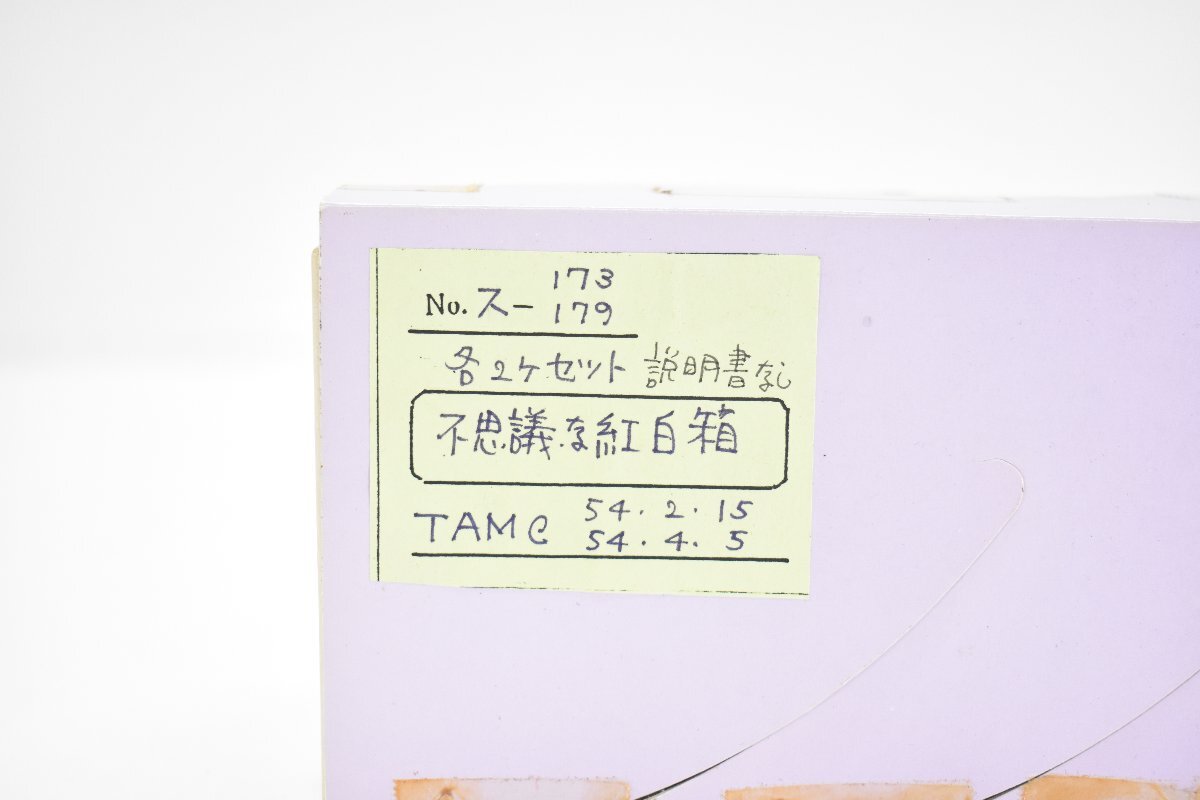 173
No. スー 179
各2ケセット 説明書なし
不思議な紅白箱
54・2・15
TAMC 54・4・5